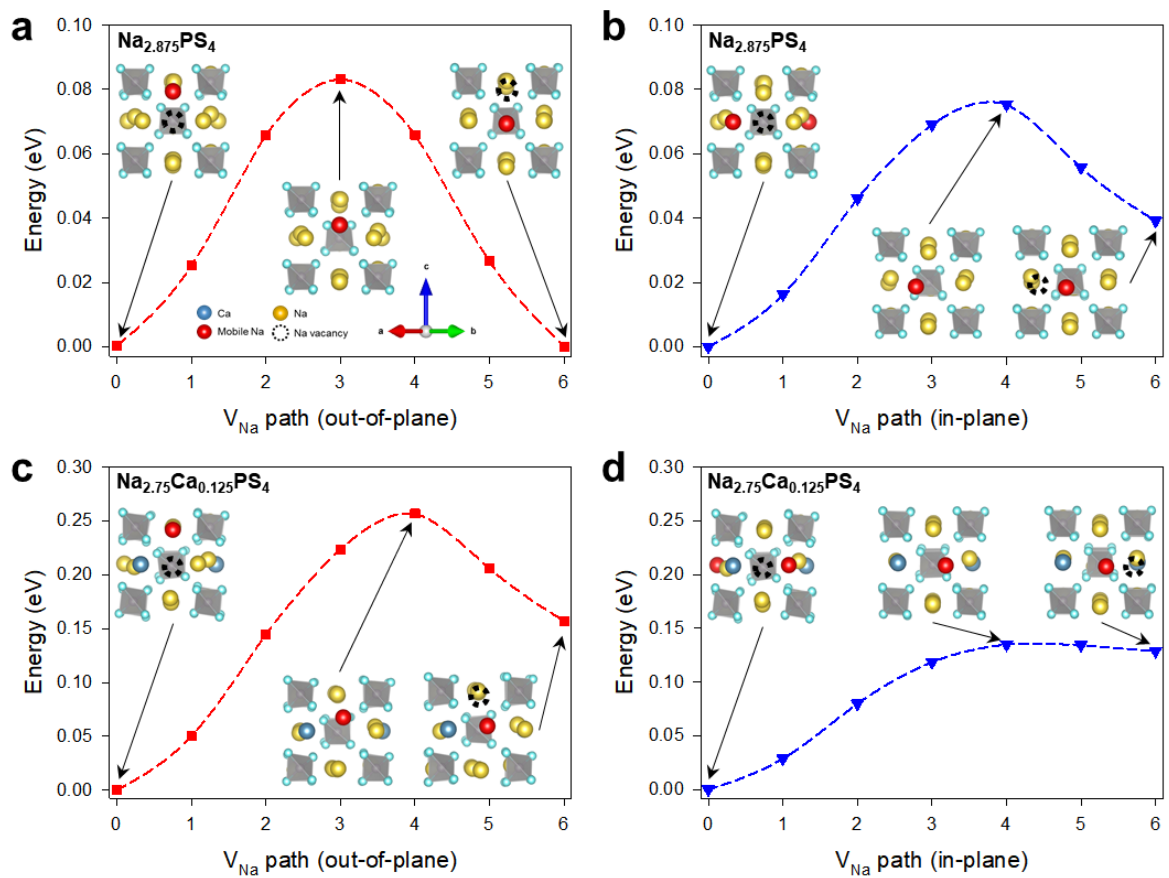 a
Na2.875PS4
Energy (eV)
0.10
0.08
0.06
0.04
0.02
0.00
Ca
Na
Mobile Na
Na vacancy
c
a
b
0 1 2 3 4 5 6
VNa path (out-of-plane)
b
Na2.875PS4
Energy (eV)
0.10
0.08
0.06
0.04
0.02
0.00
0 1 2 3 4 5 6
VNa path (in-plane)
c
Na2.75Ca0.125PS4
Energy (eV)
0.30
0.25
0.20
0.15
0.10
0.05
0.00
0 1 2 3 4 5 6
VNa path (out-of-plane)
d
Na2.75Ca0.125PS4
Energy (eV)
0.30
0.25
0.20
0.15
0.10
0.05
0.00
0 1 2 3 4 5 6
VNa path (in-plane)